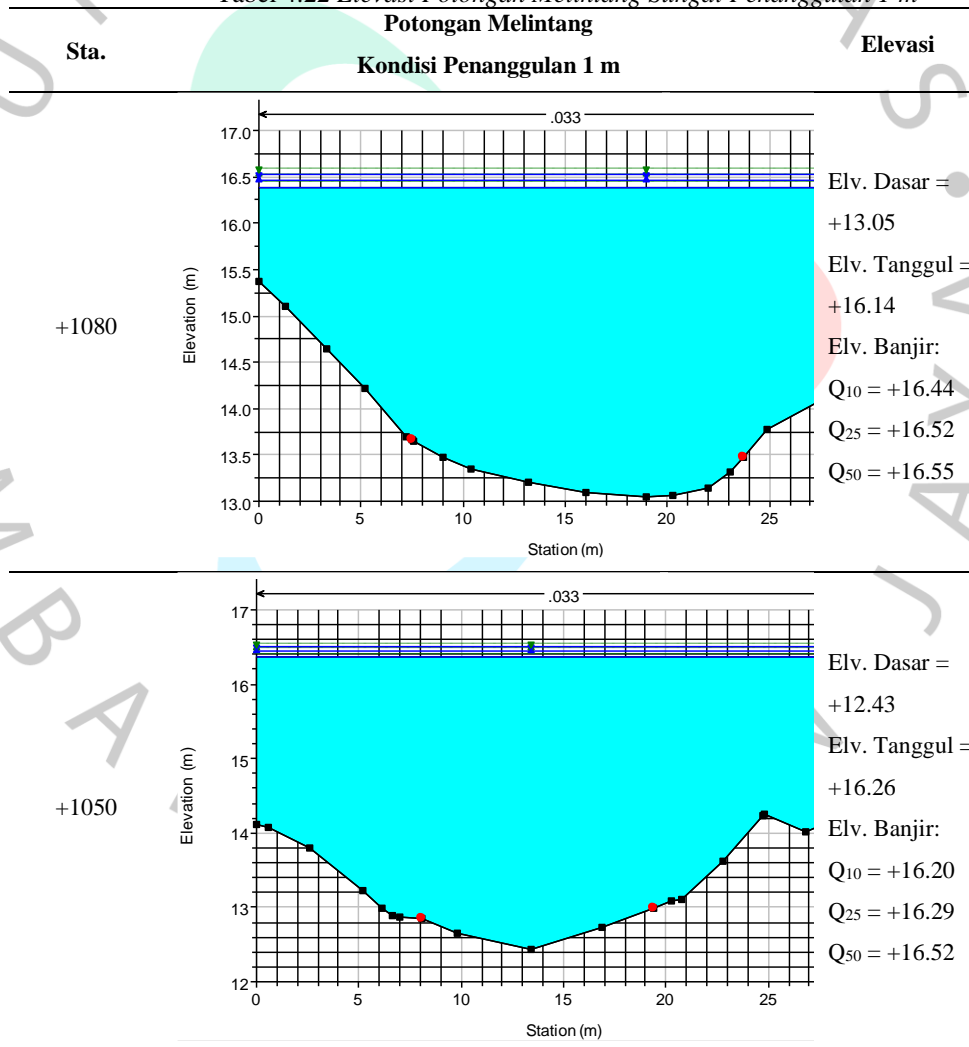 Tabel 4.22 Elevasi Potongan Melintang Sungai Penanggulan 1 m
Sta.
Potongan Melintang
Kondisi Penanggulan 1 m
Elevasi
+1080
.033
17.0
16.5
16.0
15.5
15.0
14.5
14.0
13.5
13.0
Elevation (m)
0 5 10 15 20 25
Station (m)
Elv. Dasar =
+13.05
Elv. Tanggul =
+16.14
Elv. Banjir:
Q10 = +16.44
Q25 = +16.52
Q50 = +16.55
+1050
.033
17
16
15
14
13
12
Elevation (m)
0 5 10 15 20 25
Station (m)
Elv. Dasar =
+12.43
Elv. Tanggul =
+16.26
Elv. Banjir:
Q10 = +16.20
Q25 = +16.29
Q50 = +16.52